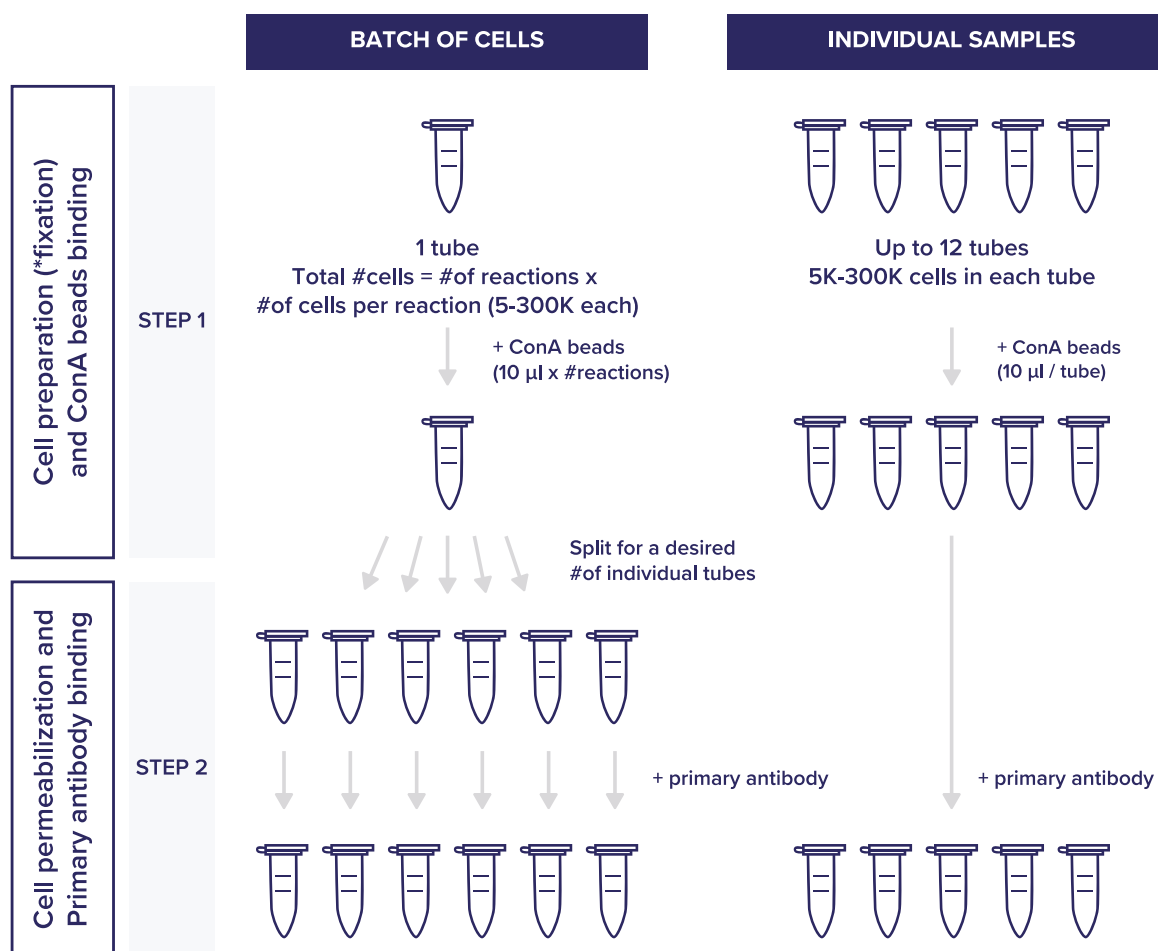 BATCH OF CELLS
INDIVIDUAL SAMPLES
Cell preparation (*fixation)
and ConA beads binding
STEP 1
1 tube
Total #cells = #of reactions x
#of cells per reaction (5-300K each)
+ ConA beads
(10 µl x #reactions)
Split for a desired
#of individual tubes
Up to 12 tubes
5K-300K cells in each tube
+ ConA beads
(10 µl / tube)
Cell permeabilization and
Primary antibody binding
STEP 2
+ primary antibody
+ primary antibody